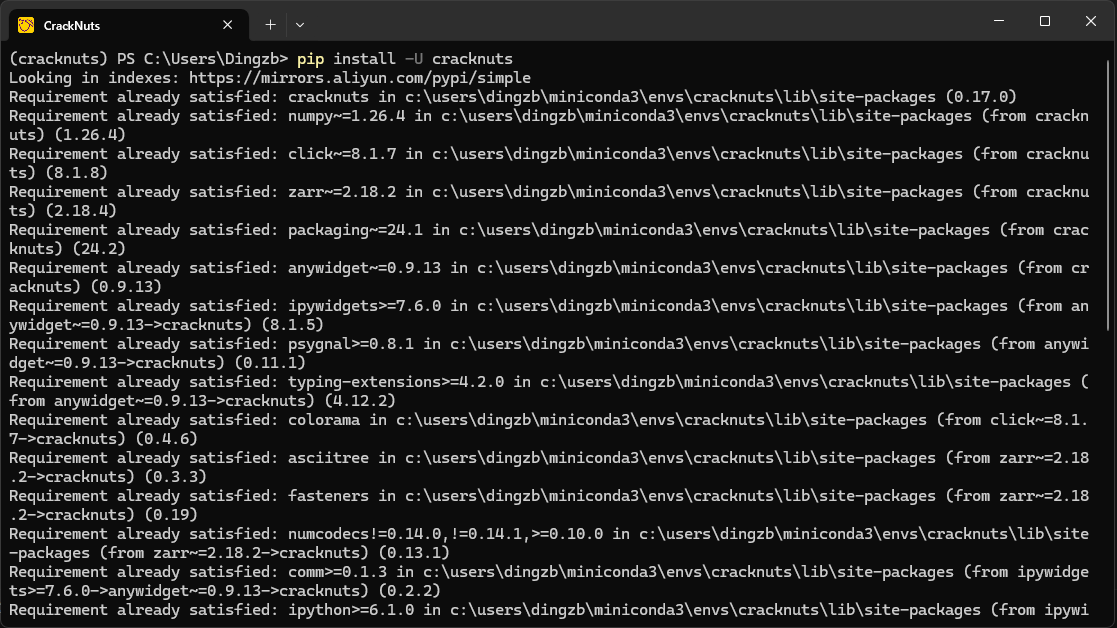 CrackNuts
(cracknuts) PS C:\Users\Dingzb> pip install -U cracknuts
Looking in indexes: https://mirrors.aliyun.com/pypi/simple
Requirement already satisfied: cracknuts in c:\users\dingzb\miniconda3\envs\cracknuts\lib\site-packages (0.17.0)
Requirement already satisfied: numpy~=1.26.4 in c:\users\dingzb\miniconda3\envs\cracknuts\lib\site-packages (from crackn
uts) (1.26.4)
Requirement already satisfied: click~=8.1.7 in c:\users\dingzb\miniconda3\envs\cracknuts\lib\site-packages (from cracknu
ts) (8.1.8)
Requirement already satisfied: zarr~=2.18.2 in c:\users\dingzb\miniconda3\envs\cracknuts\lib\site-packages (from cracknu
ts) (2.18.4)
Requirement already satisfied: packaging~=24.1 in c:\users\dingzb\miniconda3\envs\cracknuts\lib\site-packages (from crac
knuts) (24.2)
Requirement already satisfied: anywidget~=0.9.13 in c:\users\dingzb\miniconda3\envs\cracknuts\lib\site-packages (from cr
acknuts) (0.9.13)
Requirement already satisfied: ipywidgets>=7.6.0 in c:\users\dingzb\miniconda3\envs\cracknuts\lib\site-packages (from an
ywidget~=0.9.13->cracknuts) (8.1.5)
Requirement already satisfied: psygnal>=0.8.1 in c:\users\dingzb\miniconda3\envs\cracknuts\lib\site-packages (from anywi
dget~=0.9.13->cracknuts) (0.11.1)
Requirement already satisfied: typing-extensions>=4.2.0 in c:\users\dingzb\miniconda3\envs\cracknuts\lib\site-packages (
from anywidget~=0.9.13->cracknuts) (4.12.2)
Requirement already satisfied: colorama in c:\users\dingzb\miniconda3\envs\cracknuts\lib\site-packages (from click~=8.1.
7->cracknuts) (0.4.6)
Requirement already satisfied: asciitree in c:\users\dingzb\miniconda3\envs\cracknuts\lib\site-packages (from zarr~=2.18
.2->cracknuts) (0.3.3)
Requirement already satisfied: fasteners in c:\users\dingzb\miniconda3\envs\cracknuts\lib\site-packages (from zarr~=2.18
.2->cracknuts) (0.19)
Requirement already satisfied: numcodecs!=0.14.0,!=0.14.1,>=0.10.0 in c:\users\dingzb\miniconda3\envs\cracknuts\lib\site
-packages (from zarr~=2.18.2->cracknuts) (0.13.1)
Requirement already satisfied: comm>=0.1.3 in c:\users\dingzb\miniconda3\envs\cracknuts\lib\site-packages (from ipywidge
ts>=7.6.0->anywidget~=0.9.13->cracknuts) (0.2.2)
Requirement already satisfied: ipython>=6.1.0 in c:\users\dingzb\miniconda3\envs\cracknuts\lib\site-packages (from ipywi